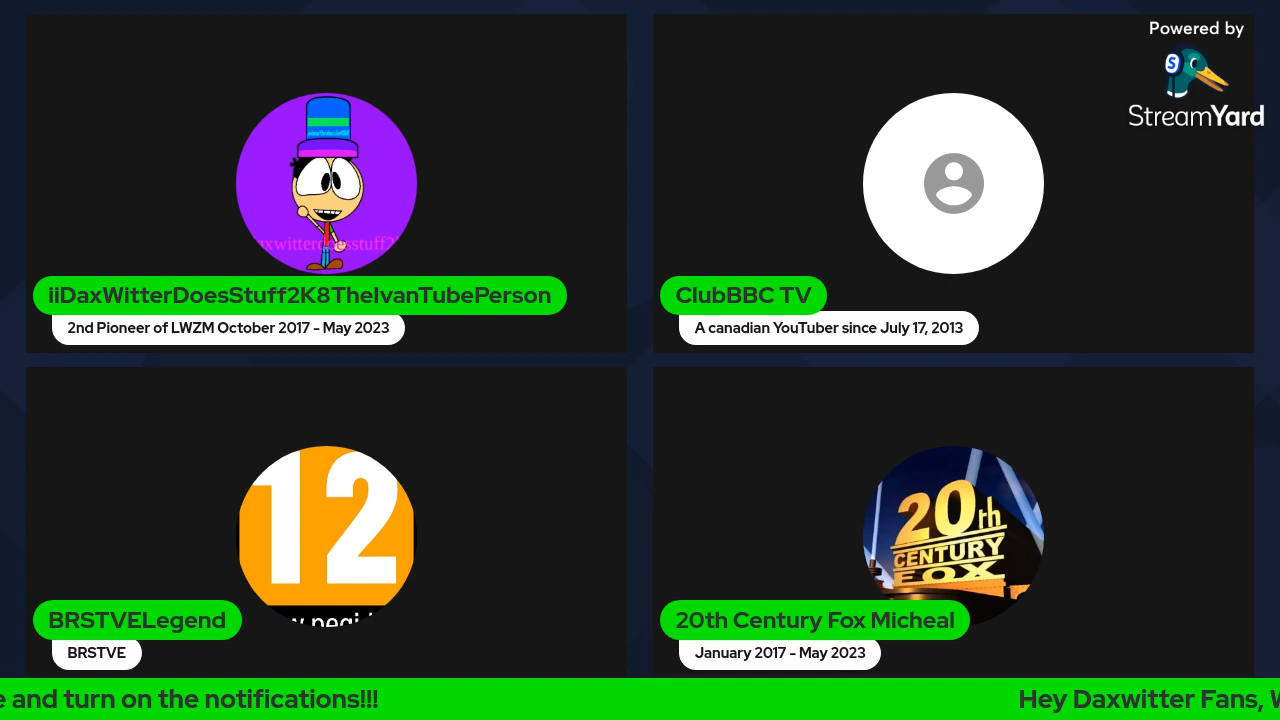 Powered by
StreamYard
iiDaxWitterDoesStuff2K8TheIvanTubePerson
2nd Pioneer of LWZM October 2017 - May 2023
ClubBBC TV
A canadian YouTuber since July 17, 2013
12
BRSTVELegend
BRSTVE
20th
CENTURY
FOX
20th Century Fox Micheal
January 2017 - May 2023
e and turn on the notifications!!!
Hey Daxwitter Fans, W